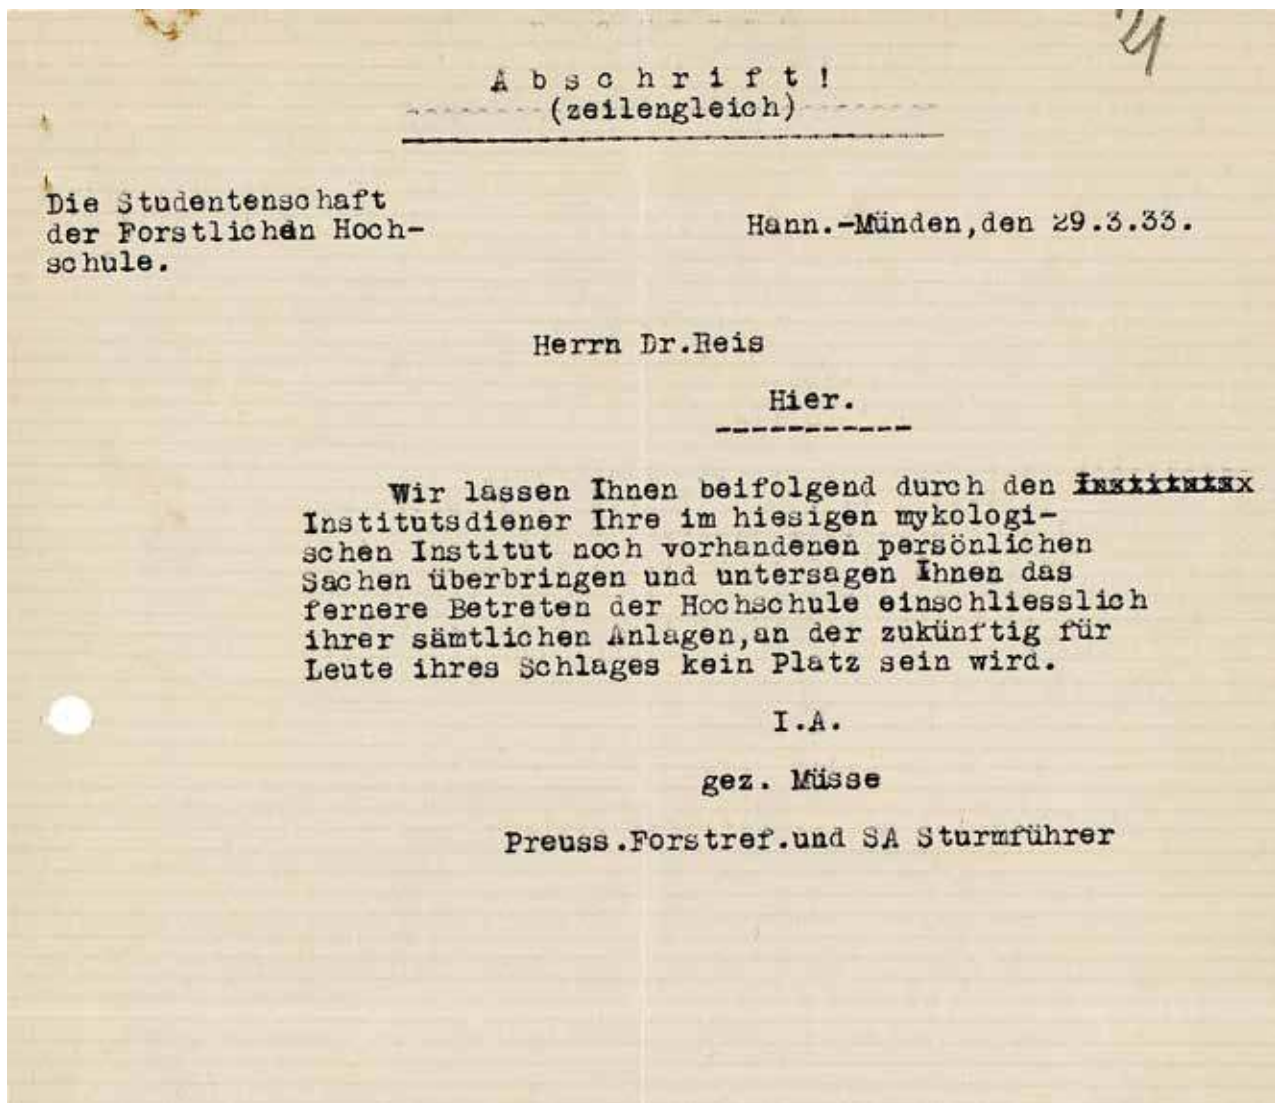 A b s c h r i f t !
(zeilengleich)
Die Studentenschaft
der Forstlichen Hoch-
schule.
Hann.-Münden,den 29.3.33.
Herrn Dr.Reis
Hier.
Wir lassen Ihnen beifolgend durch den
Institutsdiener Ihre im hiesigen mykologi-
schen Institut noch vorhandenen persönlichen
Sachen überbringen und untersagen Ihnen das
fernere Betreten der Hochschule einschliesslich
ihrer sämtlichen Anlagen,an der zukünftig für
Leute ihres Schlages kein Platz sein wird.
I.A.
gez. Müsse
Preuss.Forstref.und SA Sturmführer